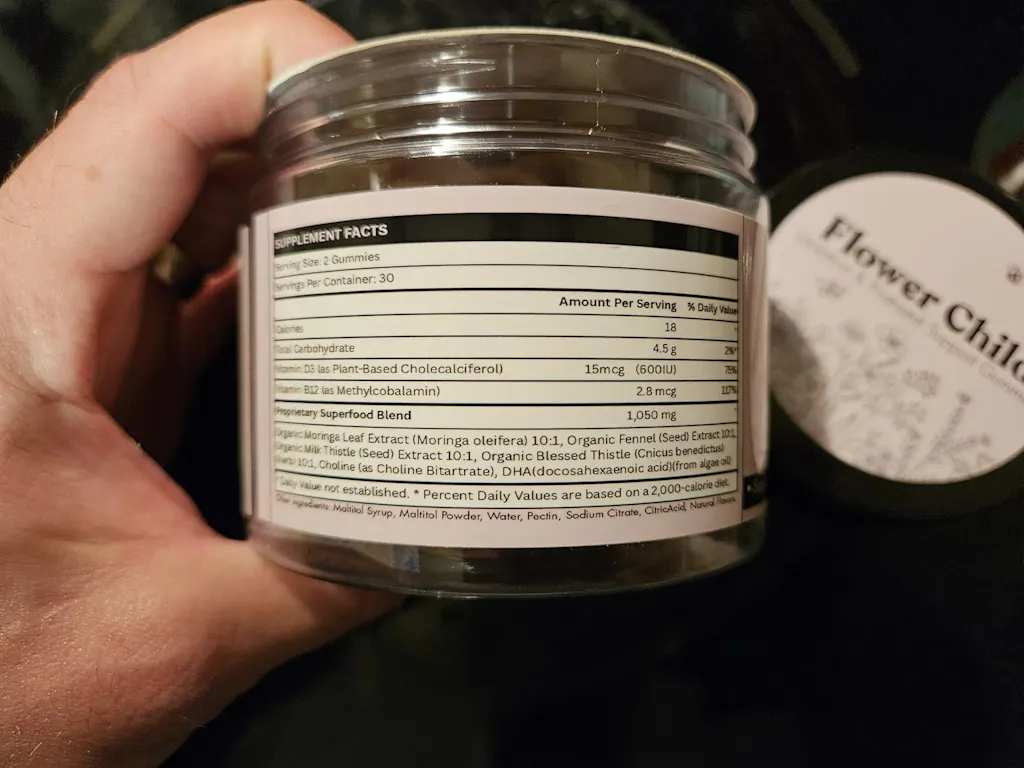 SUPPLEMENT FACTS
Serving Size: 2 Gummies
Servings Per Container: 30
Amount Per Serving % Daily Value
Calories 18 *
Total Carbohydrate 4.5 g 2%*
Vitamin D3 (as Plant-Based Cholecalciferol) 15mcg (600IU) 75%
Vitamin B12 (as Methylcobalamin) 2.8 mcg 117%
Proprietary Superfood Blend 1,050 mg *
Organic Moringa Leaf Extract (Moringa oleifera) 10:1, Organic Fennel (Seed) Extract 10:1,
Organic Milk Thistle (Seed) Extract 10:1, Organic Blessed Thistle (Cnicus benedictus)
(Herb) 10:1, Choline (as Choline Bitartrate), DHA(docosahexaenoic acid)(from algae oil)
* Daily Value not established. * Percent Daily Values are based on a 2,000-calorie diet.
Other ingredients: Maltitol Syrup, Maltitol Powder, Water, Pectin, Sodium Citrate, CitricAcid, Natural Flavors
Flower Child
Support